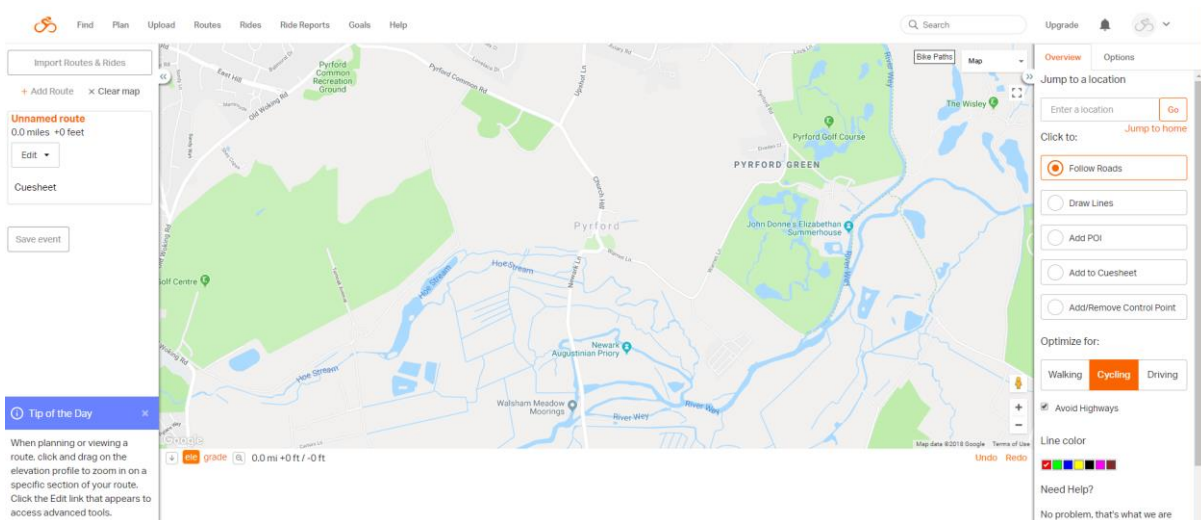 Find Plan Upload Routes Rides Ride Reports Goals Help
Search
Upgrade
Import Routes & Rides
+ Add Route × Clear map
Unnamed route
0.0 miles +0 feet
Edit
Cuesheet
Save event
Tip of the Day ×
When planning or viewing a
route, click and drag on the
elevation profile to zoom in on a
specific section of your route.
Click the Edit link that appears to
access advanced tools.
East Hill
Old Woking Rd
Pyrford
Common
Recreation
Ground
Pyrford Common Rd
Upshot Ln
Pyrford Rd
Church Hill
Bike Paths
Map
The Wisley
Pyrford Golf Course
PYRFORD GREEN
Pyrford
John Donne's Elizabethan
Summerhouse
River Wey
Warren Ln
Newark Ln
Hoe Stream
Golf Centre
Hoe Stream
Newark
Augustinian Priory
Walsham Meadow
Moorings
River Wey
River Wey
Google
Map data ©2018 Google Terms of Use
ele grade 0.0 mi +0 ft / -0 ft
Undo Redo
Overview Options
Jump to a location
Enter a location Go
Jump to home
Click to:
Follow Roads
Draw Lines
Add POI
Add to Cuesheet
Add/Remove Control Point
Optimize for:
Walking Cycling Driving
Avoid Highways
Line color
Need Help?
No problem, that's what we are